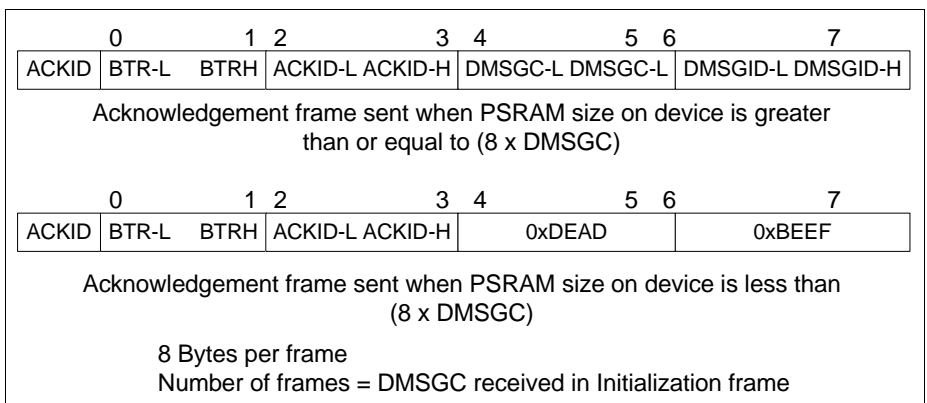 0 1 2 3 4 5 6 7
ACKID BTR-L BTRH ACKID-L ACKID-H DMSGC-L DMSGC-L DMSGID-L DMSGID-H
Acknowledgement frame sent when PSRAM size on device is greater
than or equal to (8 x DMSGC)
0 1 2 3 4 5 6 7
ACKID BTR-L BTRH ACKID-L ACKID-H 0xDEAD 0xBEEF
Acknowledgement frame sent when PSRAM size on device is less than
(8 x DMSGC)
8 Bytes per frame
Number of frames = DMSGC received in Initialization frame